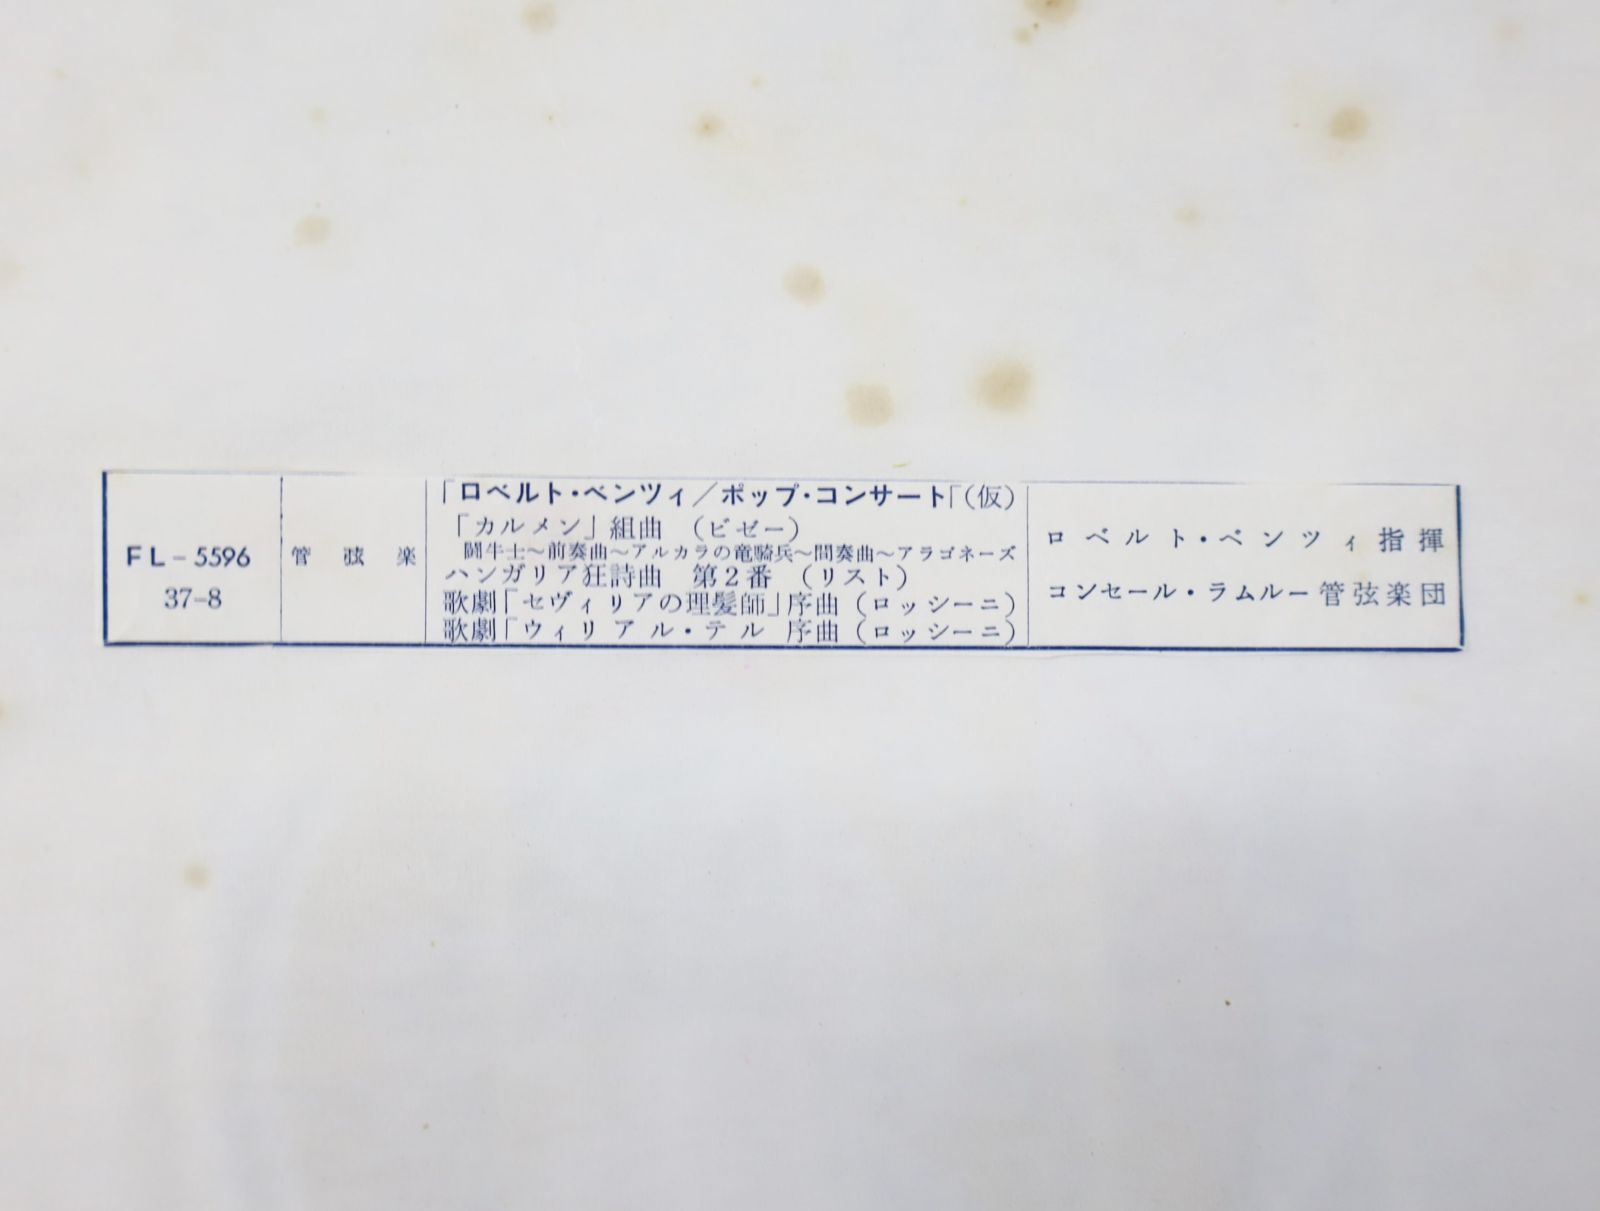 FL-5596
37-8
管弦楽
「ロベルト・ベンツィ／ポップ・コンサート「(仮)
「カルメン」組曲 (ビゼー)
闘牛士〜前奏曲〜アルカラの竜騎兵〜間奏曲〜アラゴネーズ
ハンガリア狂詩曲 第2番 (リスト)
歌劇「セヴィリアの理髪師」序曲 (ロッシーニ)
歌劇「ウィリアル・テル 序曲 (ロッシーニ)
ロベルト・ベンツィ指揮
コンセール・ラムルー管弦楽団